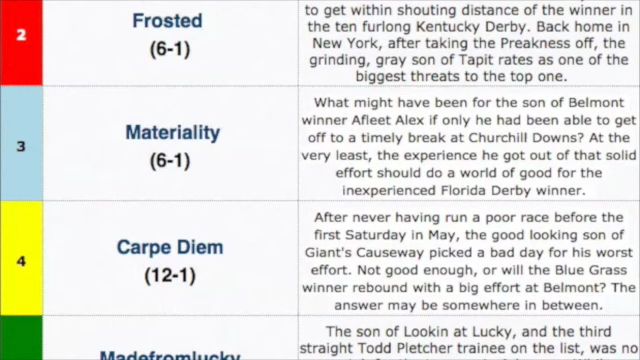 to get within shouting distance of the winner in
the ten furlong Kentucky Derby. Back home in
New York, after taking the Preakness off, the
grinding, gray son of Tapit rates as one of the
biggest threats to the top one.
2
Frosted
(6-1)
What might have been for the son of Belmont
winner Afleet Alex if only he had been able to get
off to a timely break at Churchill Downs? At the
very least, the experience he got out of that solid
effort should do a world of good for the
inexperienced Florida Derby winner.
3
Materiality
(6-1)
After never having run a poor race before the
first Saturday in May, the good looking son of
Giant's Causeway picked a bad day for his worst
effort. Not good enough, or will the Blue Grass
winner rebound with a big effort at Belmont? The
answer may be somewhere in between.
4
Carpe Diem
(12-1)
The son of Lookin at Lucky, and the third
straight Todd Pletcher trainee on the list, was no
Madefromlucky